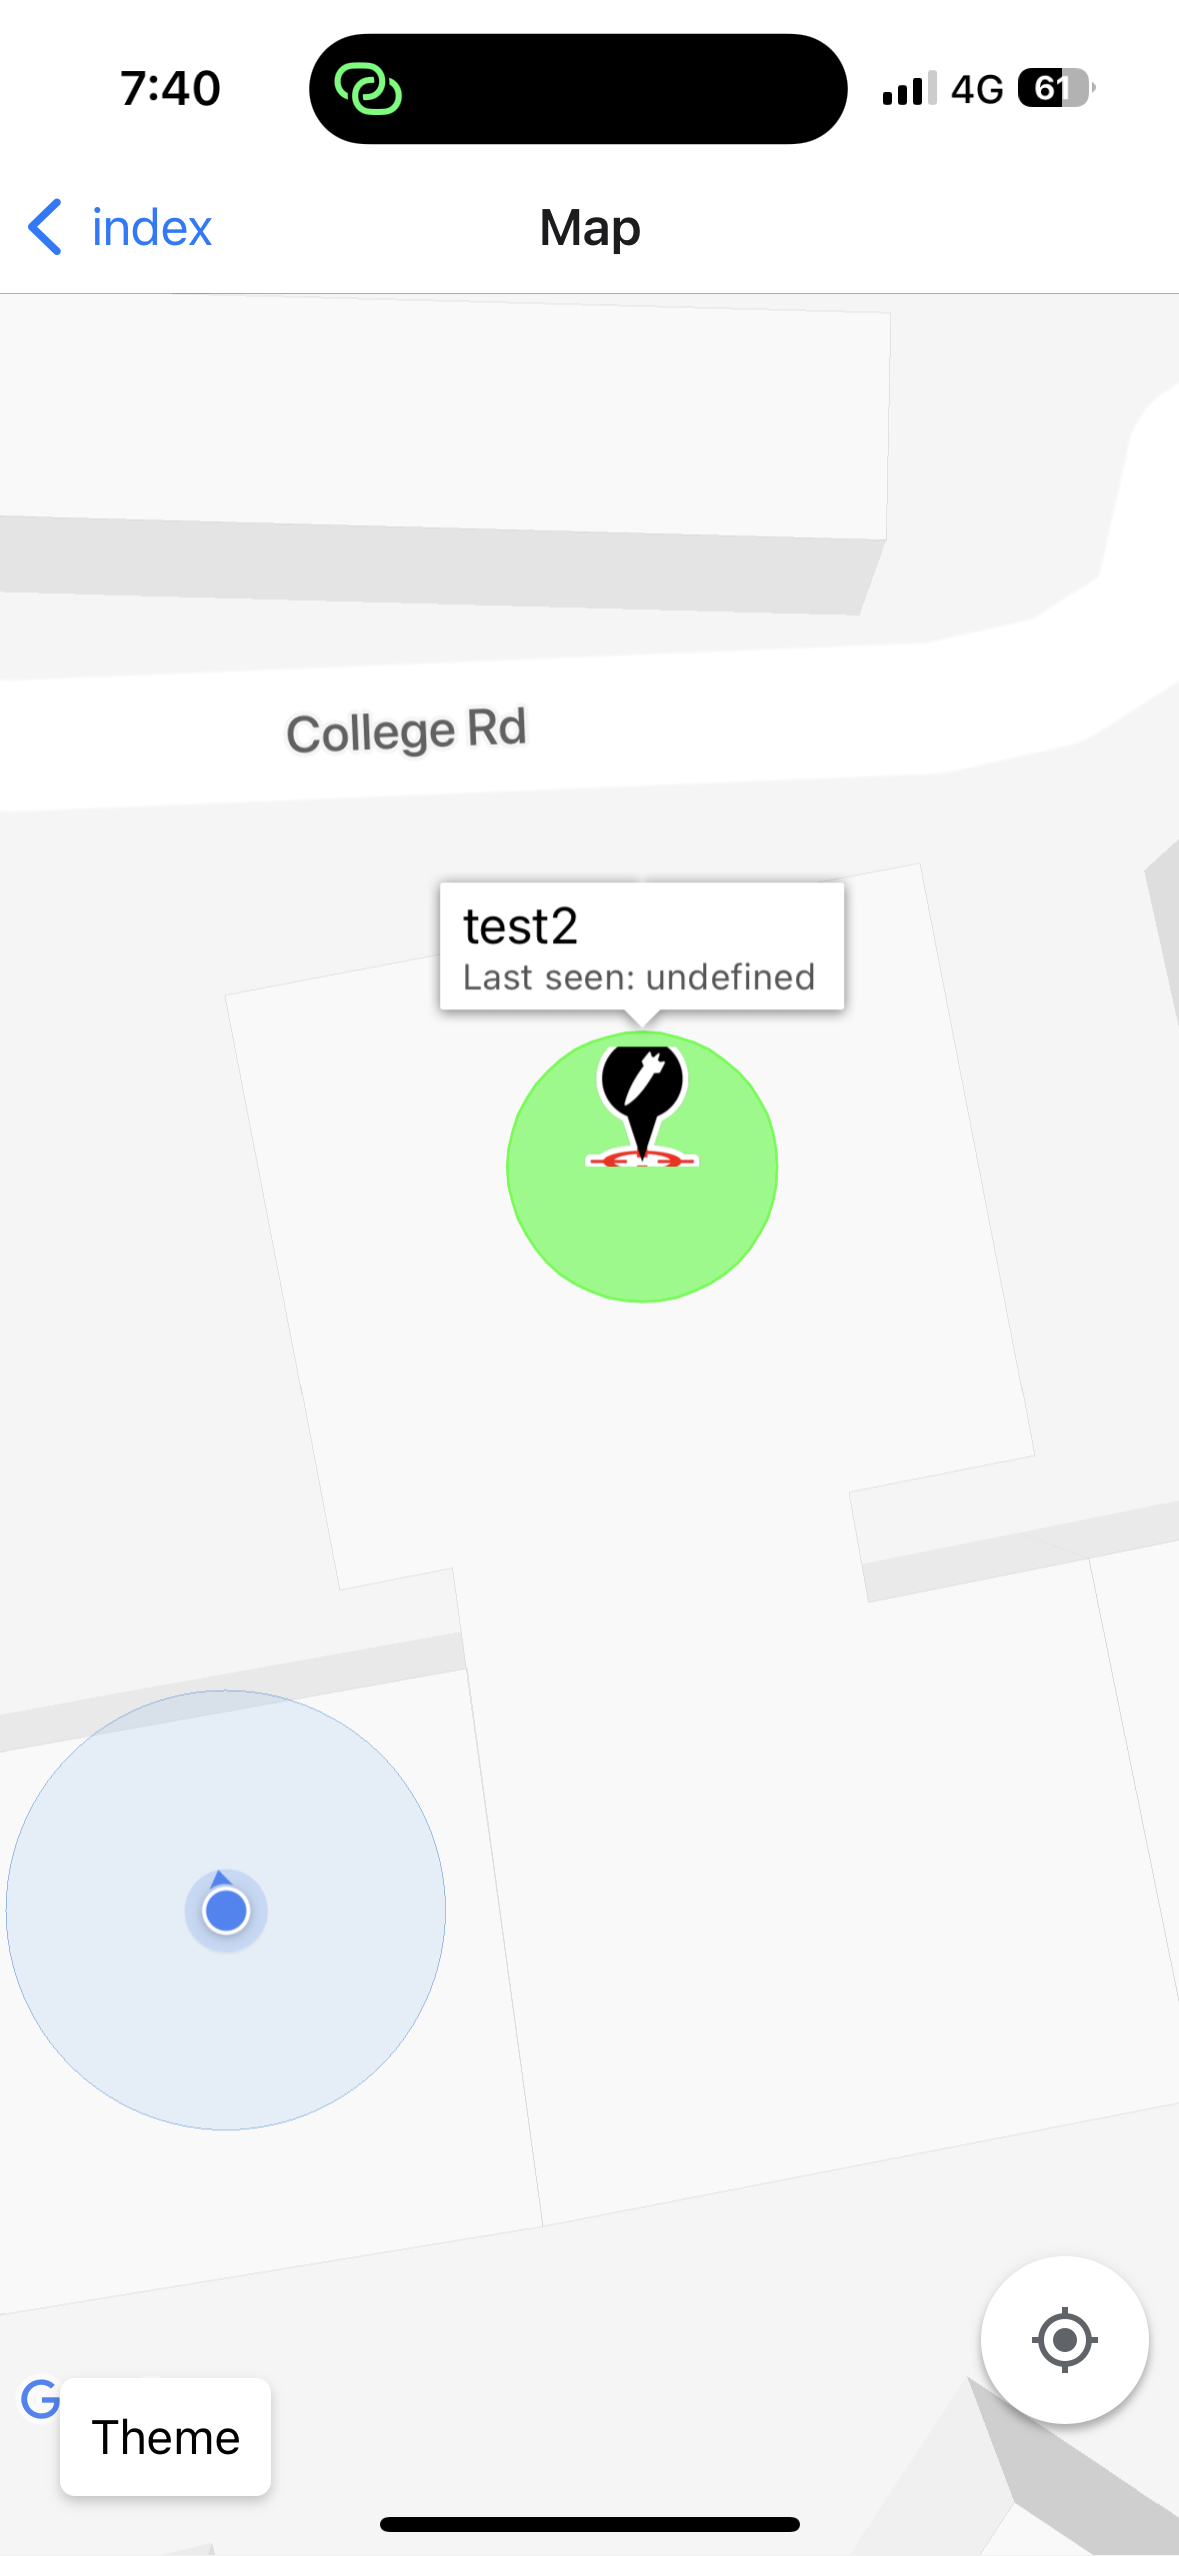 7:40
4G
61
index
Map
College Rd
test2
Last seen: undefined
G
Theme